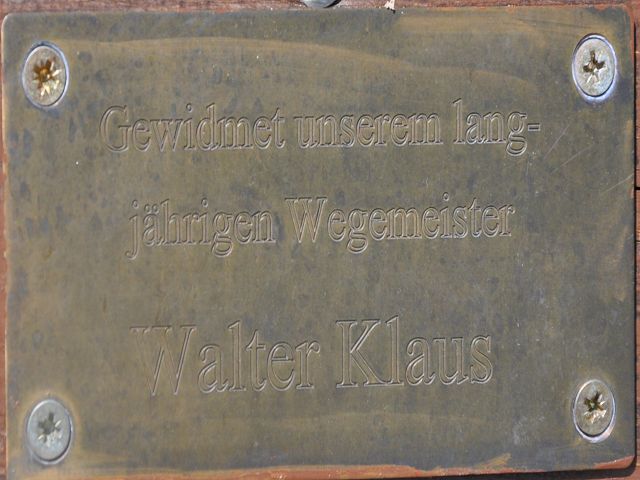 Gewidmet unserem lang-
jährigen Wegemeister
Walter Klaus